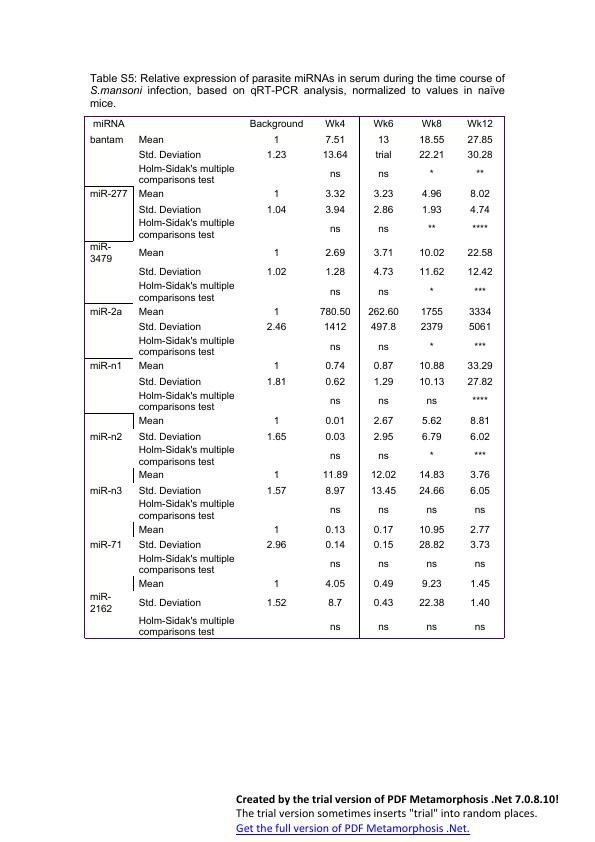 Table S5: Relative expression of parasite miRNAs in serum during the time course of
S.mansoni infection, based on qRT-PCR analysis, normalized to values in naïve
mice.
miRNA Background Wk4 Wk6 Wk8 Wk12
bantam Mean 1 7.51 13 18.55 27.85
Std. Deviation 1.23 13.64 trial 22.21 30.28
Holm-Sidak's multiple
comparisons test ns ns * **
miR-277 Mean 1 3.32 3.23 4.96 8.02
Std. Deviation 1.04 3.94 2.86 1.93 4.74
Holm-Sidak's multiple
comparisons test ns ns ** ****
miR-
3479 Mean 1 2.69 3.71 10.02 22.58
Std. Deviation 1.02 1.28 4.73 11.62 12.42
Holm-Sidak's multiple
comparisons test ns ns * ***
miR-2a Mean 1 780.50 262.60 1755 3334
Std. Deviation 2.46 1412 497.8 2379 5061
Holm-Sidak's multiple
comparisons test ns ns * ***
miR-n1 Mean 1 0.74 0.87 10.88 33.29
Std. Deviation 1.81 0.62 1.29 10.13 27.82
Holm-Sidak's multiple
comparisons test ns ns ns ****
Mean 1 0.01 2.67 5.62 8.81
miR-n2 Std. Deviation 1.65 0.03 2.95 6.79 6.02
Holm-Sidak's multiple
comparisons test ns ns * ***
Mean 1 11.89 12.02 14.83 3.76
miR-n3 Std. Deviation 1.57 8.97 13.45 24.66 6.05
Holm-Sidak's multiple
comparisons test ns ns ns ns
Mean 1 0.13 0.17 10.95 2.77
miR-71 Std. Deviation 2.96 0.14 0.15 28.82 3.73
Holm-Sidak's multiple
comparisons test ns ns ns ns
Mean 1 4.05 0.49 9.23 1.45
miR-
2162 Std. Deviation 1.52 8.7 0.43 22.38 1.40
Holm-Sidak's multiple
comparisons test ns ns ns ns
Created by the trial version of PDF Metamorphosis .Net 7.0.8.10!
The trial version sometimes inserts "trial" into random places.
Get the full version of PDF Metamorphosis .Net.